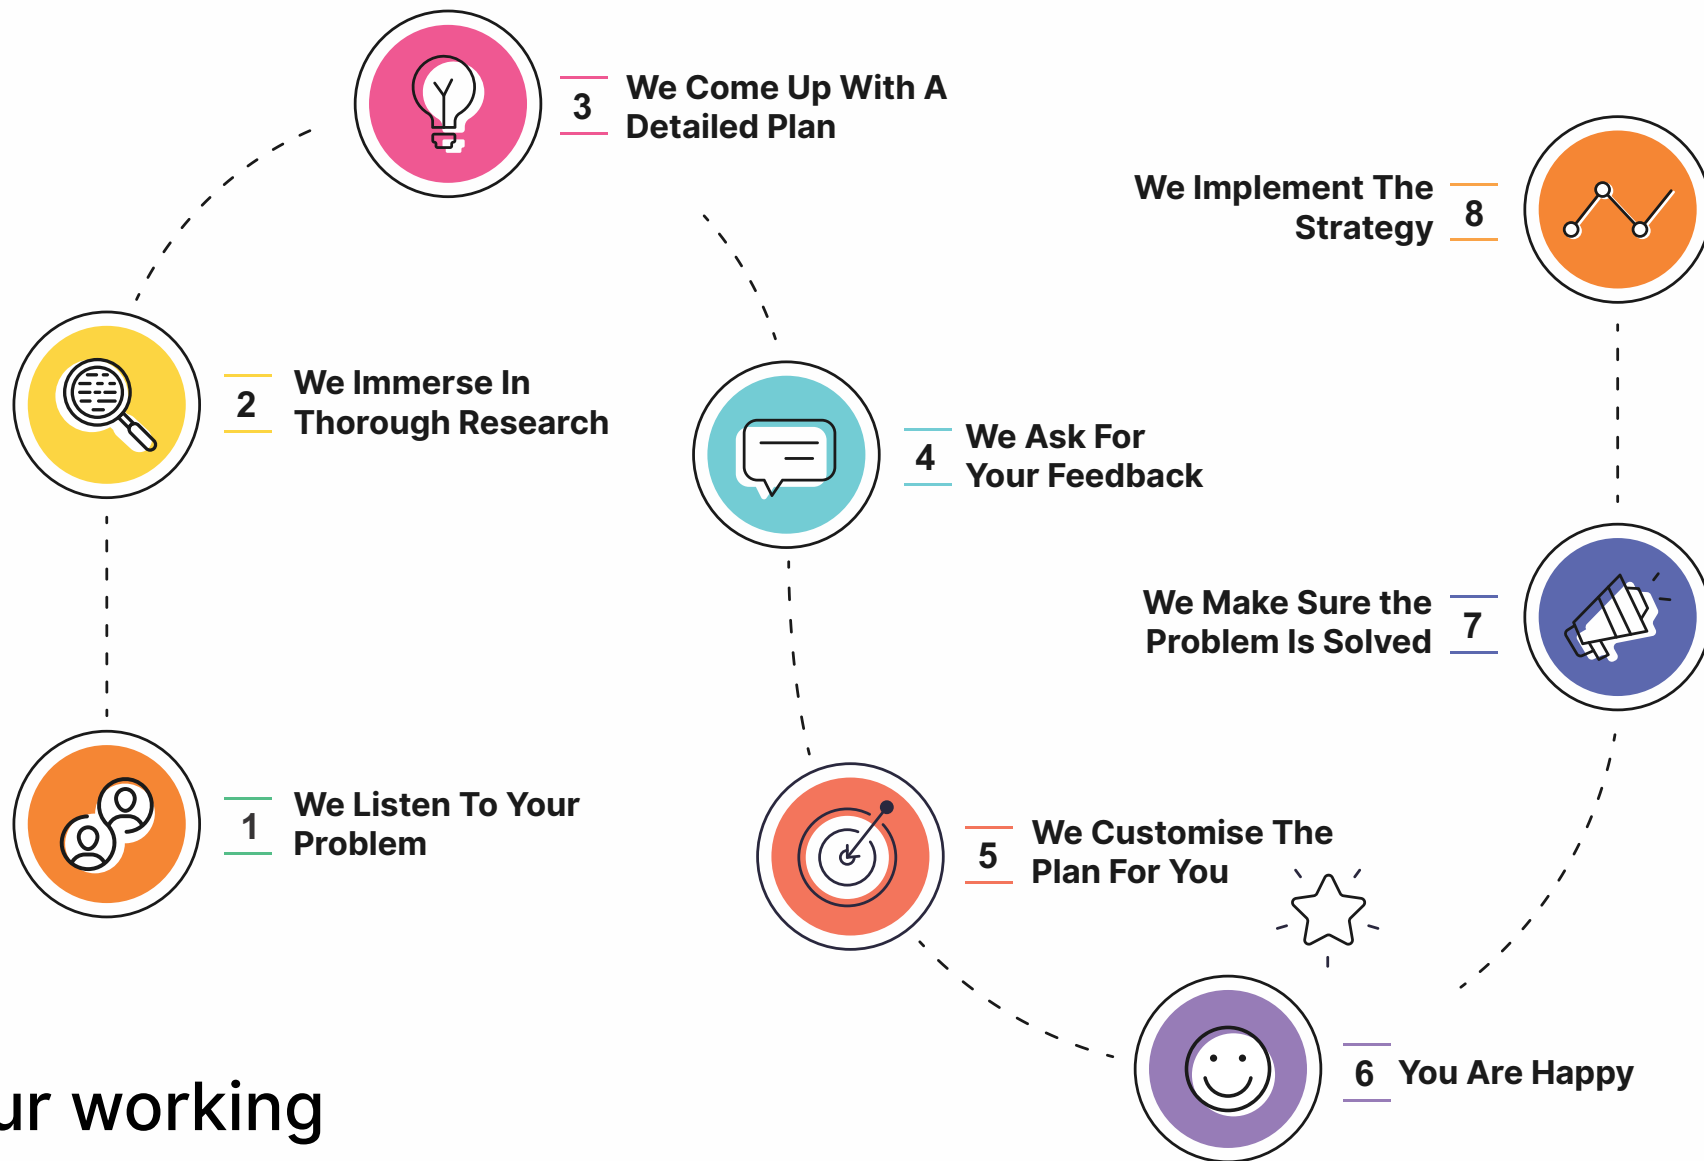 1
We Listen To Your
Problem
2
We Immerse In
Thorough Research
3
We Come Up With A
Detailed Plan
4
We Ask For
Your Feedback
5
We Customise The
Plan For You
6
You Are Happy
7
We Make Sure the
Problem Is Solved
8
We Implement The
Strategy
ur working